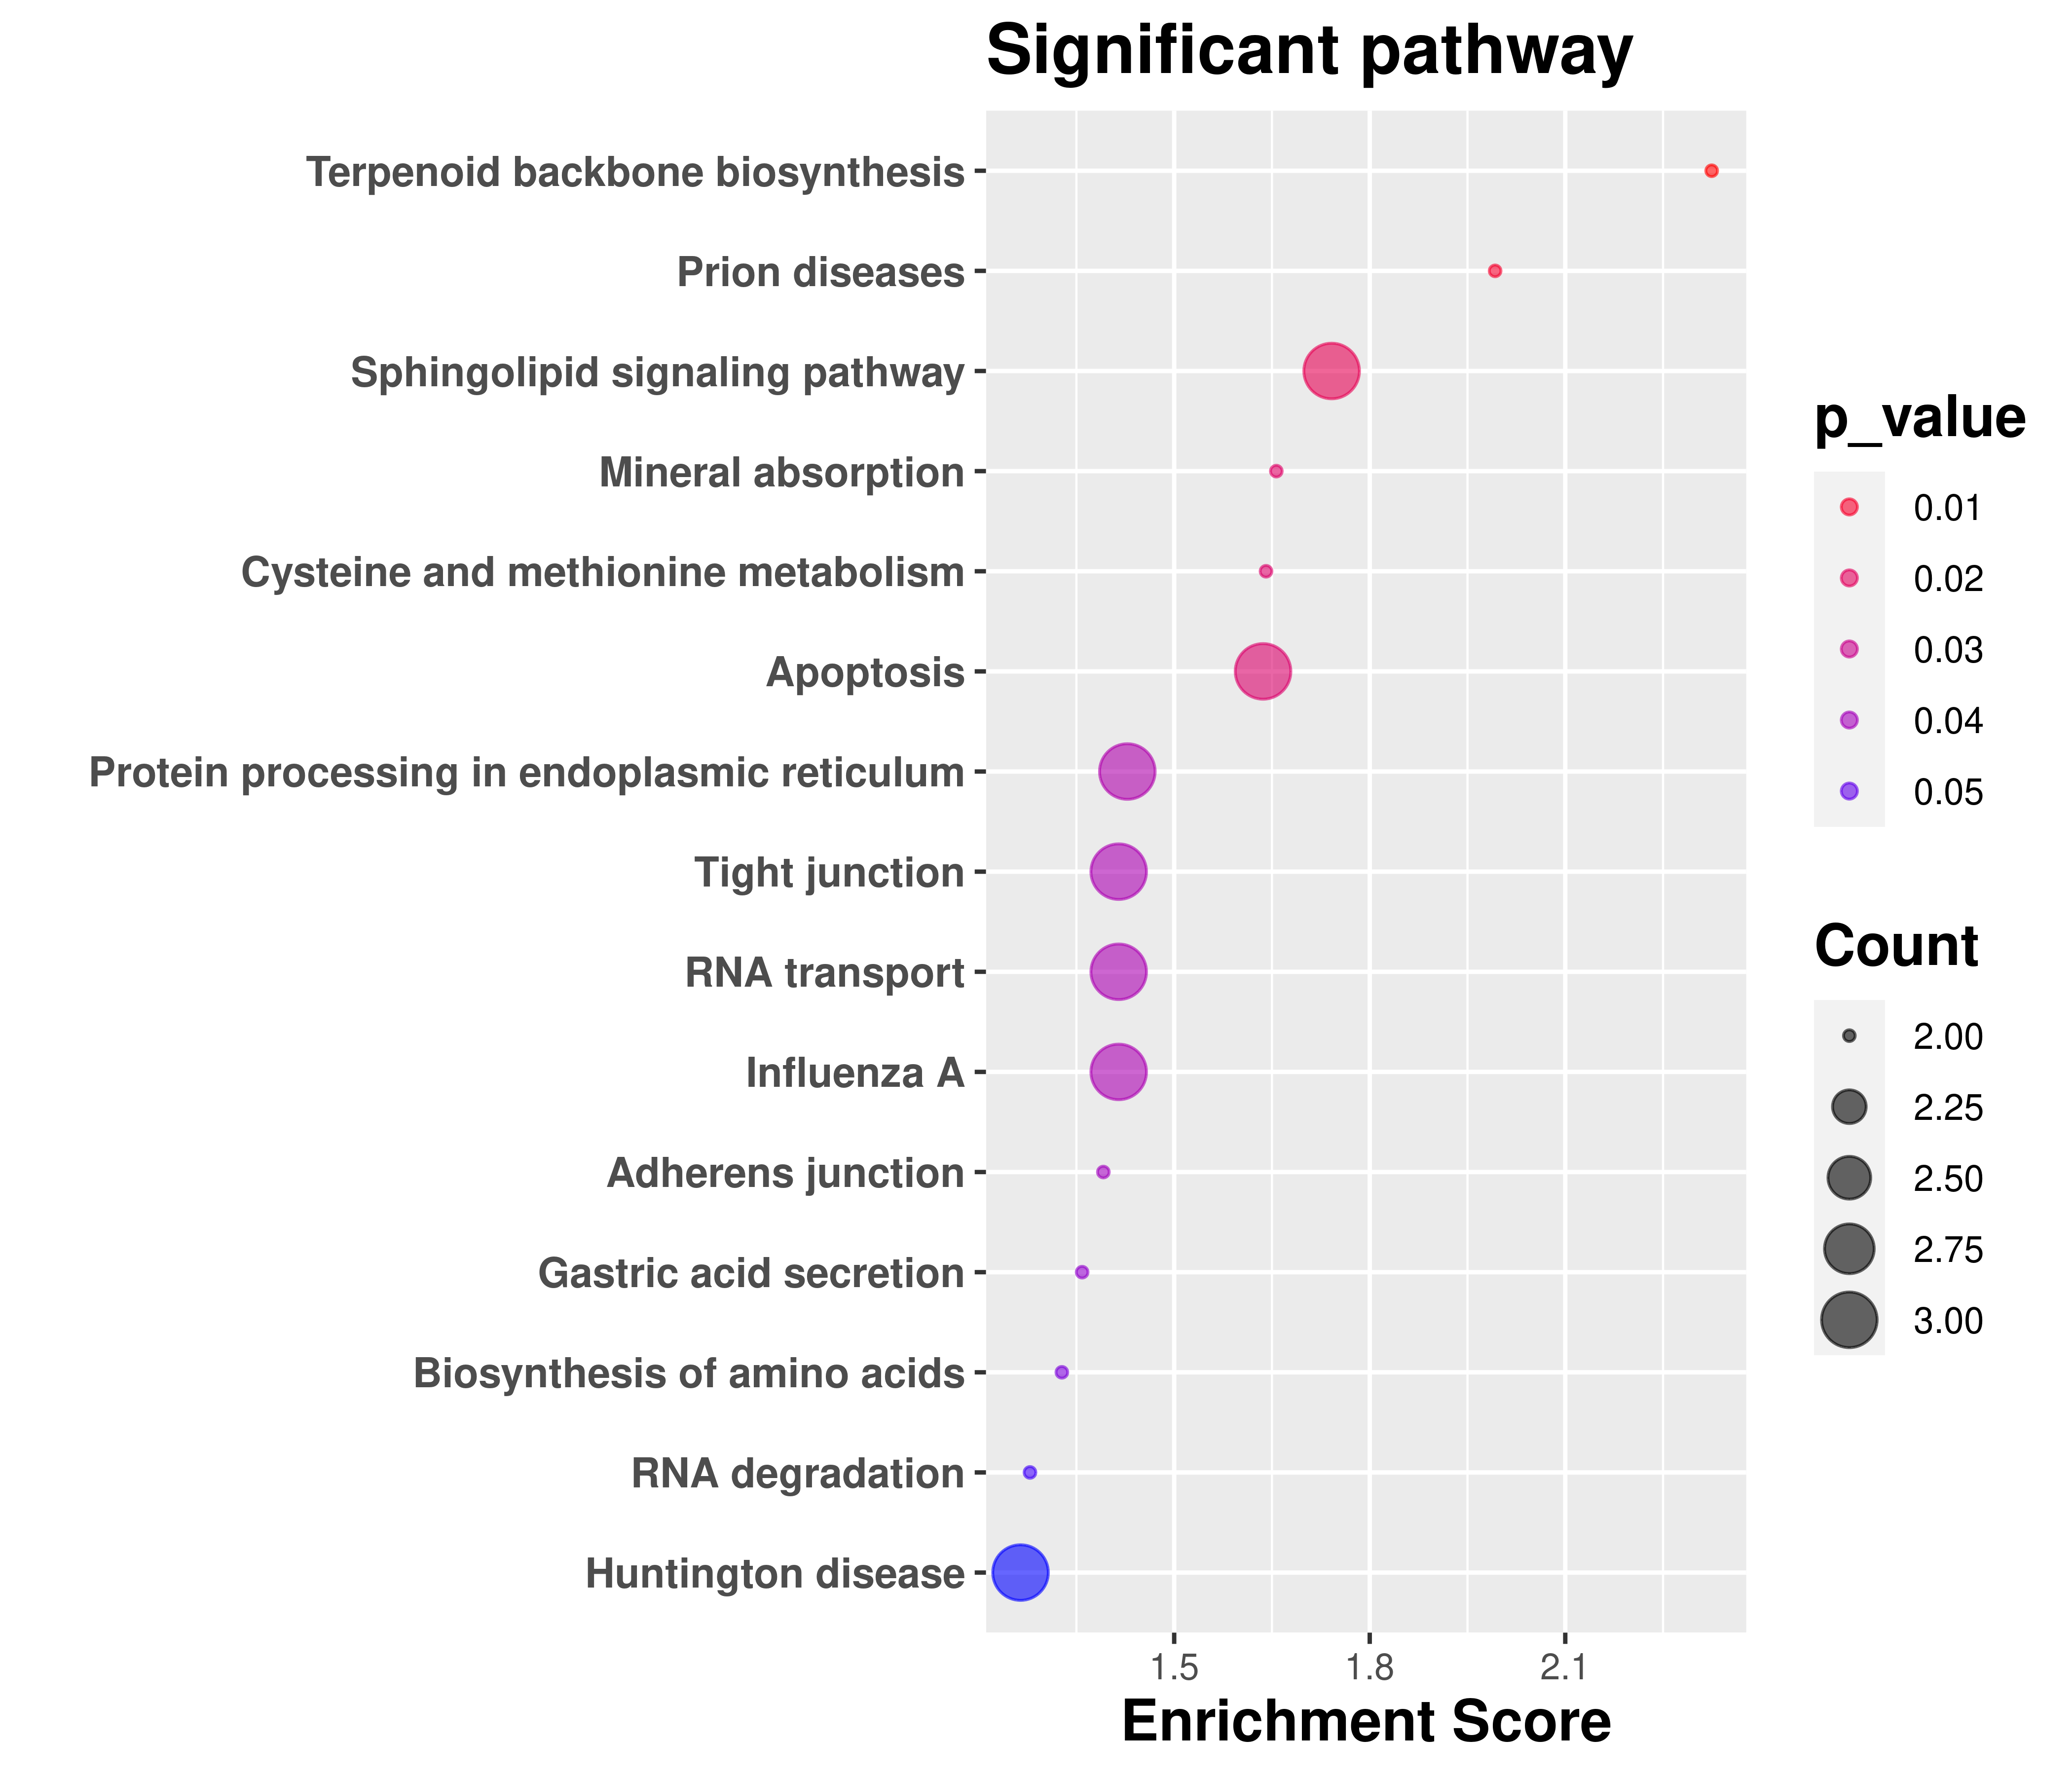 Significant pathway
Terpenoid backbone biosynthesis
Prion diseases
Sphingolipid signaling pathway
Mineral absorption
Cysteine and methionine metabolism
Apoptosis
Protein processing in endoplasmic reticulum
Tight junction
RNA transport
Influenza A
Adherens junction
Gastric acid secretion
Biosynthesis of amino acids
RNA degradation
Huntington disease
1.5 1.8 2.1
Enrichment Score
p_value
0.01
0.02
0.03
0.04
0.05
Count
2.00
2.25
2.50
2.75
3.00